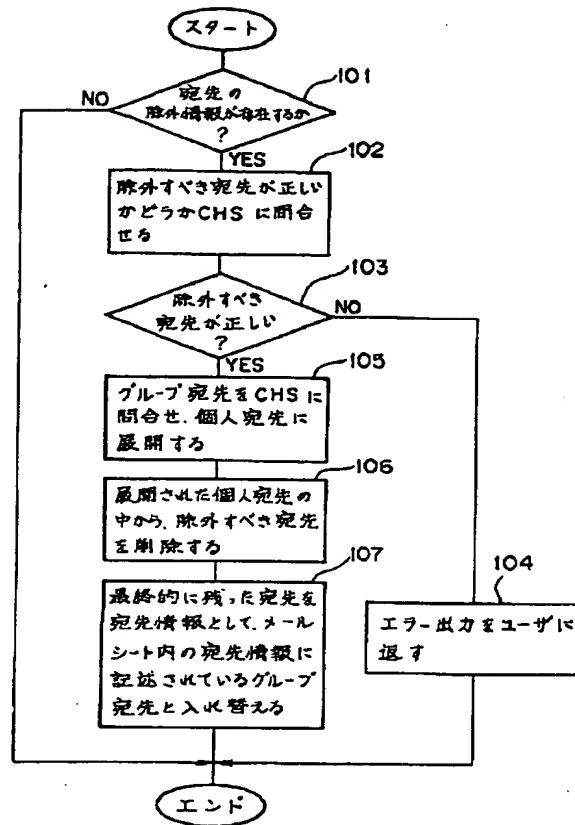 スタート
101
宛先の
除外情報が存在するか
?
NO
YES
102
除外すべき宛先が正しい
かどうかCHSに問合
せる
103
除外すべき
宛先が正しい
?
NO
YES
105
グループ宛先をCHSに
問合せ、個人宛先に
展開する
106
展開された個人宛先の
中から、除外すべき宛先
を削除する
107
最終的に残った宛先を
宛先情報として、メール
シート内の宛先情報に
記述されているグループ
宛先と入れ替える
104
エラー出力をユーザに
返す
エンド